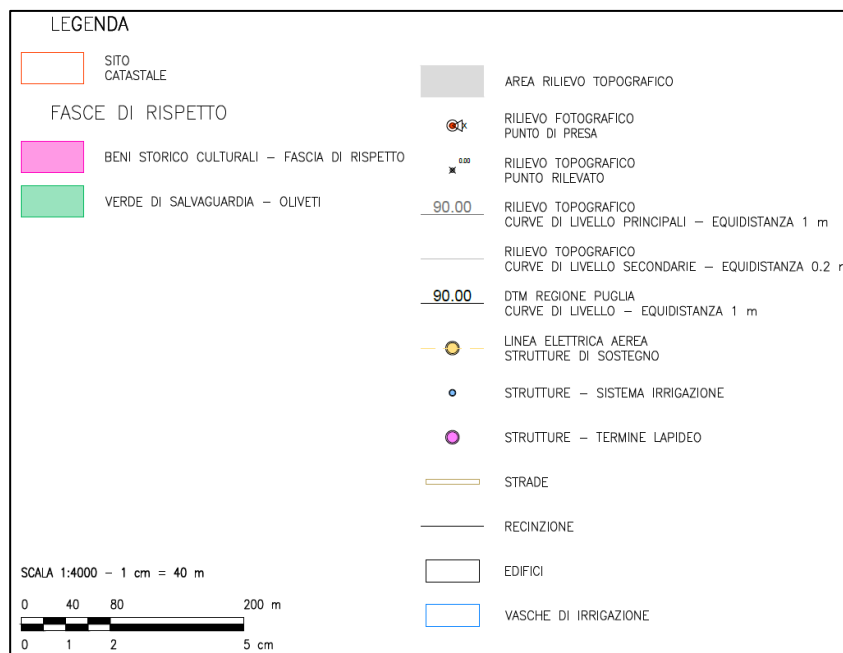 LEGENDA
SITO
CATASTALE
FASCE DI RISPETTO
BENI STORICO CULTURALI – FASCIA DI RISPETTO
VERDE DI SALVAGUARDIA – OLIVETI
SCALA 1:4000 – 1 cm = 40 m
0 40 80 200 m
0 1 2 5 cm
AREA RILIEVO TOPOGRAFICO
RILIEVO FOTOGRAFICO
PUNTO DI PRESA
0.00
RILIEVO TOPOGRAFICO
PUNTO RILEVATO
90.00
RILIEVO TOPOGRAFICO
CURVE DI LIVELLO PRINCIPALI – EQUIDISTANZA 1 m
RILIEVO TOPOGRAFICO
CURVE DI LIVELLO SECONDARIE – EQUIDISTANZA 0.2 m
90.00
DTM REGIONE PUGLIA
CURVE DI LIVELLO – EQUIDISTANZA 1 m
LINEA ELETTRICA AEREA
STRUTTURE DI SOSTEGNO
STRUTTURE – SISTEMA IRRIGAZIONE
STRUTTURE – TERMINE LAPIDEO
STRADE
RECINZIONE
EDIFICI
VASCHE DI IRRIGAZIONE